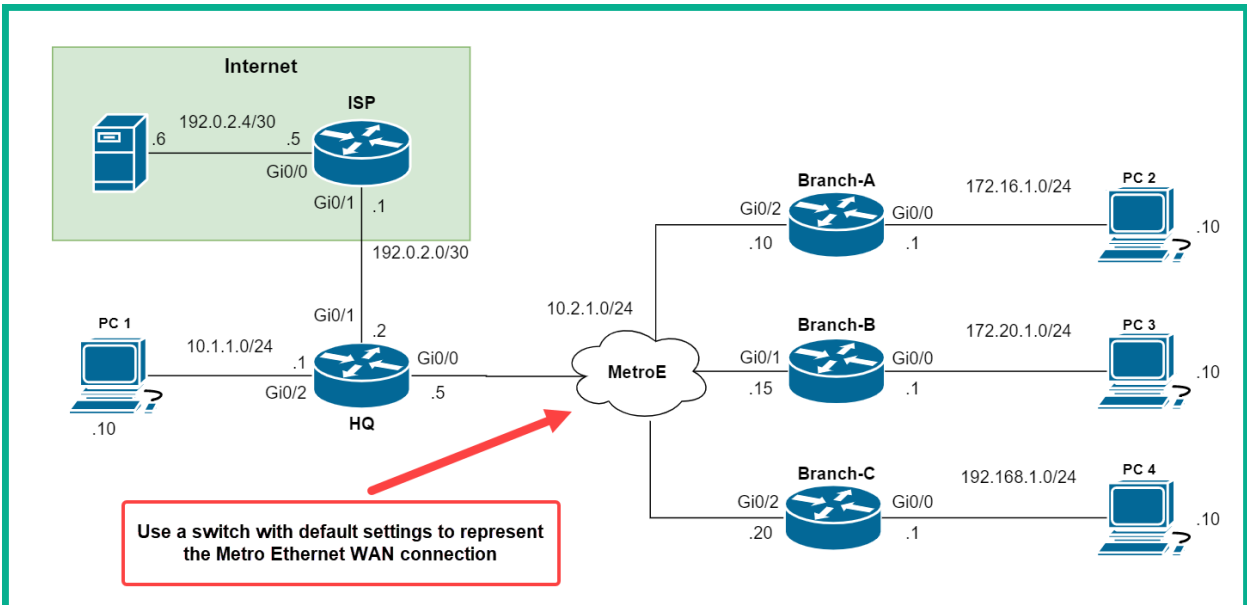 Internet
ISP
192.0.2.4/30
.6
.5
Gi0/0
Gi0/1
.1
192.0.2.0/30
Gi0/1
.2
PC 1
10.1.1.0/24
.1
Gi0/2
.10
HQ
Gi0/0
.5
10.2.1.0/24
MetroE
Branch-A
Gi0/2
.10
Gi0/0
.1
172.16.1.0/24
PC 2
.10
Branch-B
Gi0/1
.15
Gi0/0
.1
172.20.1.0/24
PC 3
.10
Branch-C
Gi0/2
.20
Gi0/0
.1
192.168.1.0/24
PC 4
.10
Use a switch with default settings to represent
the Metro Ethernet WAN connection